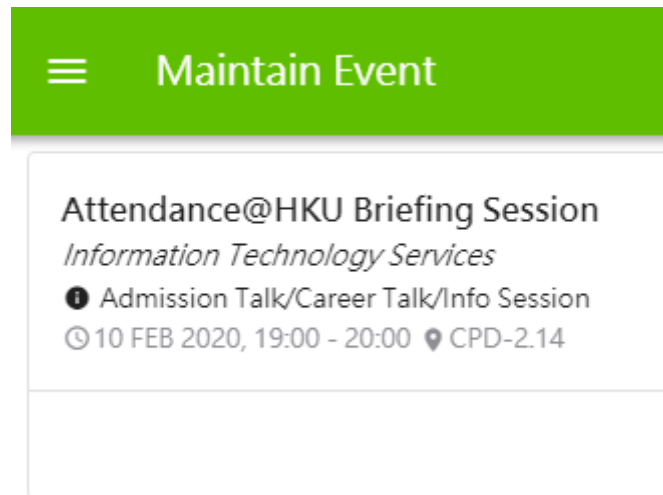 Maintain Event
Attendance@HKU Briefing Session
Information Technology Services
Admission Talk/Career Talk/Info Session
10 FEB 2020, 19:00 - 20:00 CPD-2.14